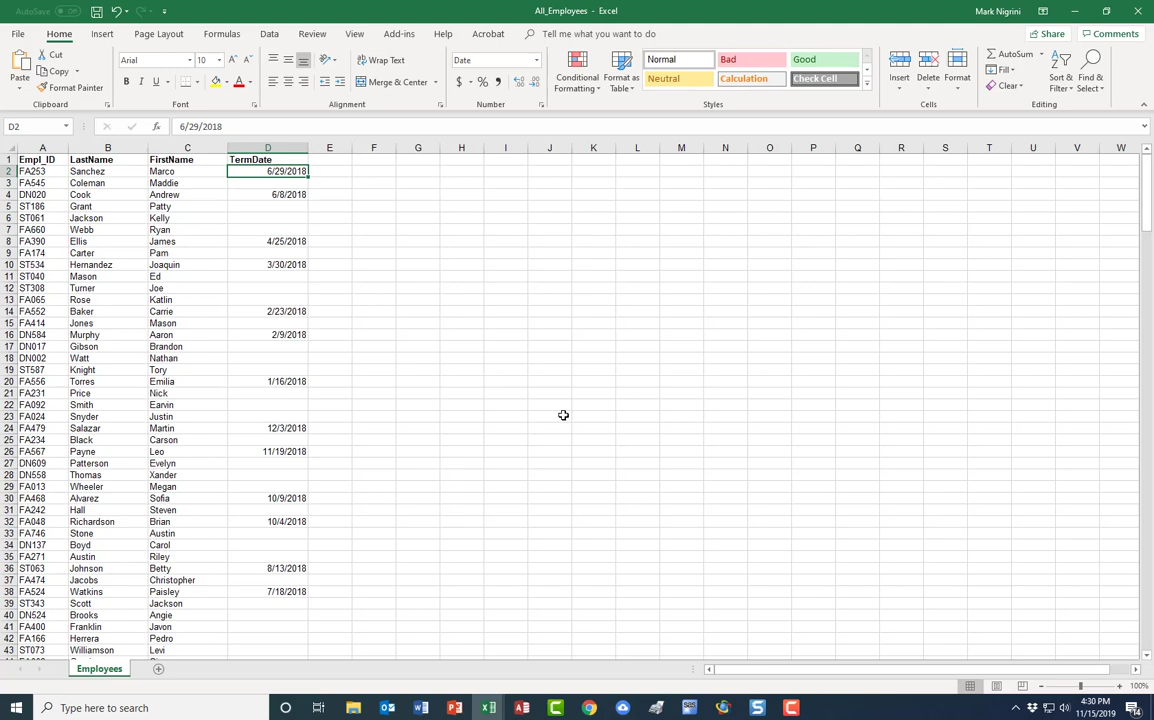 AutoSave Off
All_Employees - Excel
Mark Nigrini
File Home Insert Page Layout Formulas Data Review View Add-ins Help Acrobat Tell me what you want to do Share Comments
Paste Cut Copy Format Painter Clipboard
Arial 10 A A B I U A Font
Wrap Text Merge & Center Alignment
Date $ % , Number
Conditional Formatting Format as Table Normal Bad Good Neutral Calculation Check Cell Styles
Insert Delete Format Cells
AutoSum Fill Clear Sort & Filter Find & Select Editing
D2 fx 6/29/2018
A B C D E F G H I J K L M N O P Q R S T U V W
1 Empl_ID LastName FirstName TermDate
2 FA253 Sanchez Marco 6/29/2018
3 FA545 Coleman Maddie
4 DN020 Cook Andrew 6/8/2018
5 ST186 Grant Patty
6 ST061 Jackson Kelly
7 FA660 Webb Ryan
8 FA390 Ellis James 4/25/2018
9 FA174 Carter Pam
10 ST534 Hernandez Joaquin 3/30/2018
11 ST040 Mason Ed
12 ST308 Turner Joe
13 FA065 Rose Katlin
14 FA552 Baker Carrie 2/23/2018
15 FA414 Jones Mason
16 DN584 Murphy Aaron 2/9/2018
17 DN017 Gibson Brandon
18 DN002 Watt Nathan
19 ST587 Knight Tory
20 FA556 Torres Emilia 1/16/2018
21 FA231 Price Nick
22 FA092 Smith Earvin
23 FA024 Snyder Justin
24 FA479 Salazar Martin 12/3/2018
25 FA234 Black Carson
26 FA567 Payne Leo 11/19/2018
27 DN609 Patterson Evelyn
28 DN558 Thomas Xander
29 FA013 Wheeler Megan
30 FA468 Alvarez Sofia 10/9/2018
31 FA242 Hall Steven
32 FA048 Richardson Brian 10/4/2018
33 FA746 Stone Austin
34 DN137 Boyd Carol
35 FA271 Austin Riley
36 ST063 Johnson Betty 8/13/2018
37 FA474 Jacobs Christopher
38 FA524 Watkins Paisley 7/18/2018
39 ST343 Scott Jackson
40 DN524 Brooks Angie
41 FA400 Franklin Javon
42 FA166 Herrera Pedro
43 ST073 Williamson Levi
Employees
100%
Type here to search
4:30 PM
11/15/2019
14